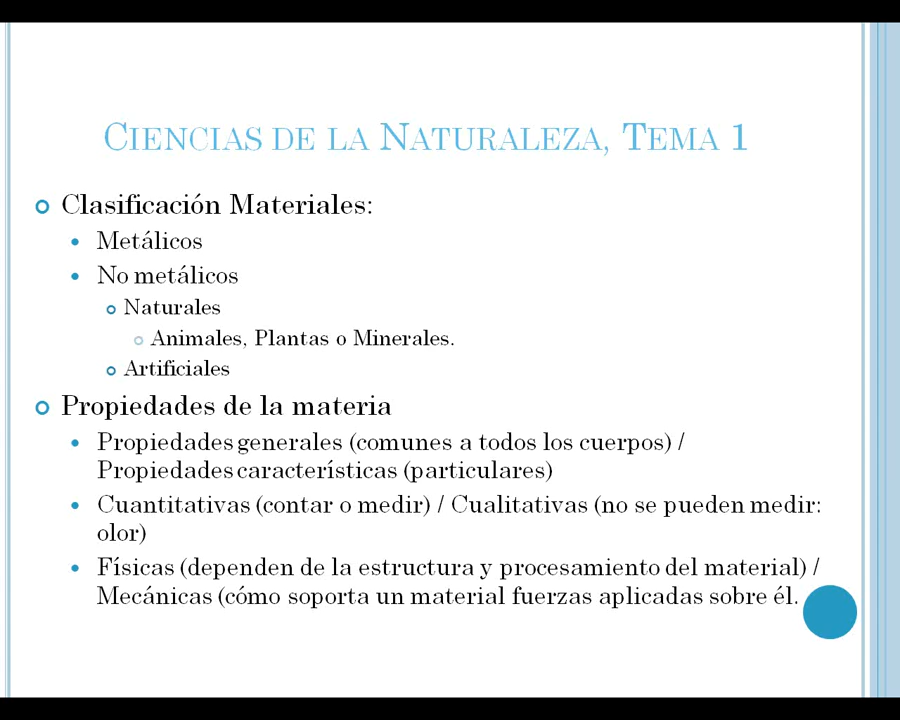 CIENCIAS DE LA NATURALEZA, TEMA 1
Clasificación Materiales:
Metálicos
No metálicos
Naturales
Animales, Plantas o Minerales.
Artificiales
Propiedades de la materia
Propiedades generales (comunes a todos los cuerpos) /
Propiedades características (particulares)
Cuantitativas (contar o medir) / Cualitativas (no se pueden medir:
olor)
Físicas (dependen de la estructura y procesamiento del material) /
Mecánicas (cómo soporta un material fuerzas aplicadas sobre él.